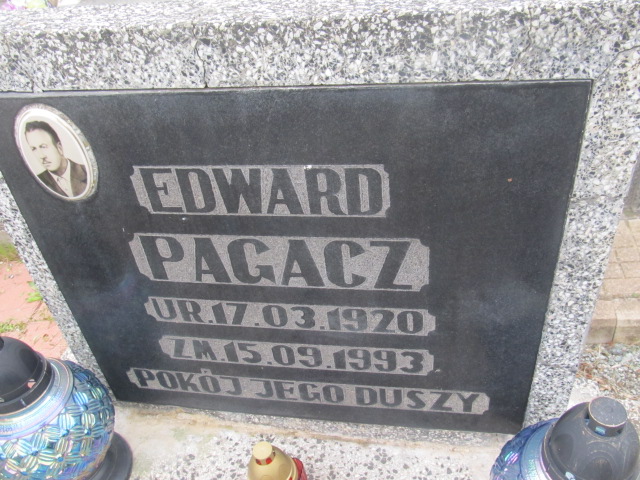 EDWARD
PAGACZ
UR.17.03.1920
ZM.15.09.1993
POKÓJ JEGO DUSZY